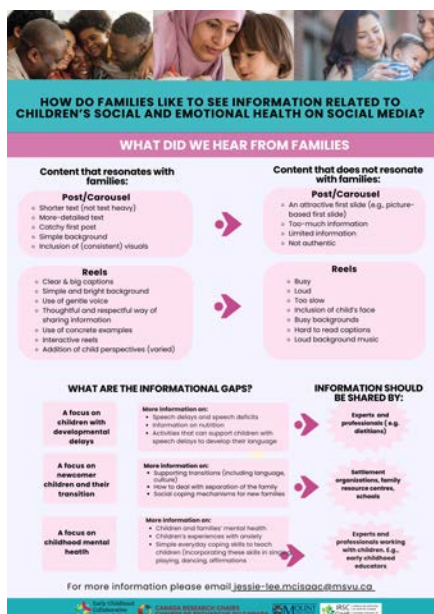 HOW DO FAMILIES LIKE TO SEE INFORMATION RELATED TO
CHILDREN'S SOCIAL AND EMOTIONAL HEALTH ON SOCIAL MEDIA?
WHAT DID WE HEAR FROM FAMILIES
Content that resonates with
families:
Post/Carousel
Shorter text (not text heavy)
More-detailed text
Catchy first post
Simple background
Inclusion of (consistent) visuals
Content that does not resonate
with families:
Post/Carousel
An attractive first slide (e.g., picture-
based first slide)
Too-much information
Limited information
Not authentic
Reels
Clear & big captions
Simple and bright background
Use of gentle voice
Thoughtful and respectful way of
sharing information
Use of concrete examples
Interactive reels
Addition of child perspectives (varied)
Reels
Busy
Loud
Too slow
Inclusion of child's face
Busy backgrounds
Hard to read captions
Loud background music
WHAT ARE THE INFORMATIONAL GAPS?
INFORMATION SHOULD
BE SHARED BY:
A focus on
children with
developmental
delays
More information on:
Speech delays and speech deficits
Information on nutrition
Activities that can support children with
speech delays to develop their language
Experts and
professionals (e.g.
dietitians)
A focus on
newcomer
children and their
transition
More information on:
Supporting transitions (including language,
culture)
How to deal with separation of the family
Social coping mechanisms for new families
Settlement
organizations, family
resource centres,
schools
A focus on
childhood mental
health
More information on:
Children and families' mental health
Children's experiences with anxiety
Simple everyday coping skills to teach
children (incorporating these skills in singing,
playing, dancing, affirmations)
Experts and
professionals working
with children. E.g.,
early childhood
educators
For more information please email jessie-lee.mcisaac@msvu.ca
Early Childhood
Collaborative
CANADA RESEARCH CHAIRS
MOUNT